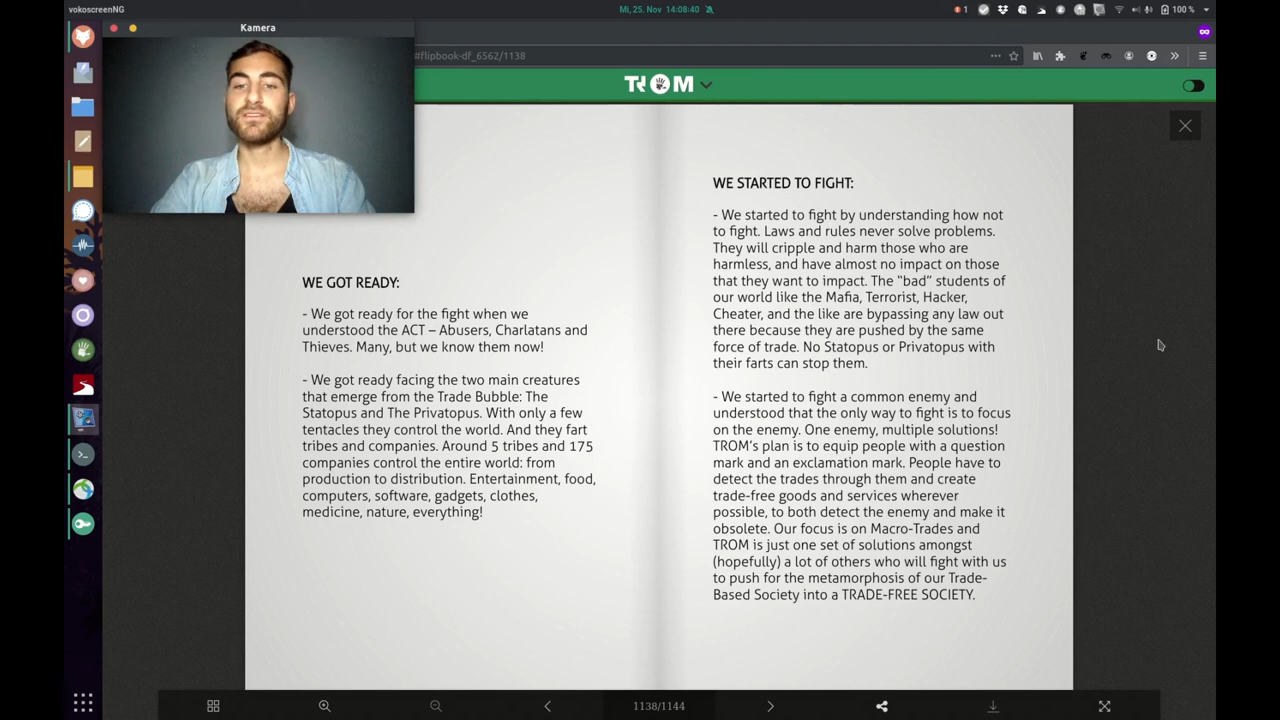 vokoscreenNG
Mi, 25. Nov 14:08:40
1
100 %
Kamera
#flipbook-df_6562/1138
TROM
WE GOT READY:
- We got ready for the fight when we
understood the ACT – Abusers, Charlatans and
Thieves. Many, but we know them now!
- We got ready facing the two main creatures
that emerge from the Trade Bubble: The
Statopus and The Privatopus. With only a few
tentacles they control the world. And they fart
tribes and companies. Around 5 tribes and 175
companies control the entire world: from
production to distribution. Entertainment, food,
computers, software, gadgets, clothes,
medicine, nature, everything!
WE STARTED TO FIGHT:
- We started to fight by understanding how not
to fight. Laws and rules never solve problems.
They will cripple and harm those who are
harmless, and have almost no impact on those
that they want to impact. The “bad” students of
our world like the Mafia, Terrorist, Hacker,
Cheater, and the like are bypassing any law out
there because they are pushed by the same
force of trade. No Statopus or Privatopus with
their farts can stop them.
- We started to fight a common enemy and
understood that the only way to fight is to focus
on the enemy. One enemy, multiple solutions!
TROM’s plan is to equip people with a question
mark and an exclamation mark. People have to
detect the trades through them and create
trade-free goods and services wherever
possible, to both detect the enemy and make it
obsolete. Our focus is on Macro-Trades and
TROM is just one set of solutions amongst
(hopefully) a lot of others who will fight with us
to push for the metamorphosis of our Trade-
Based Society into a TRADE-FREE SOCIETY.
1138/1144